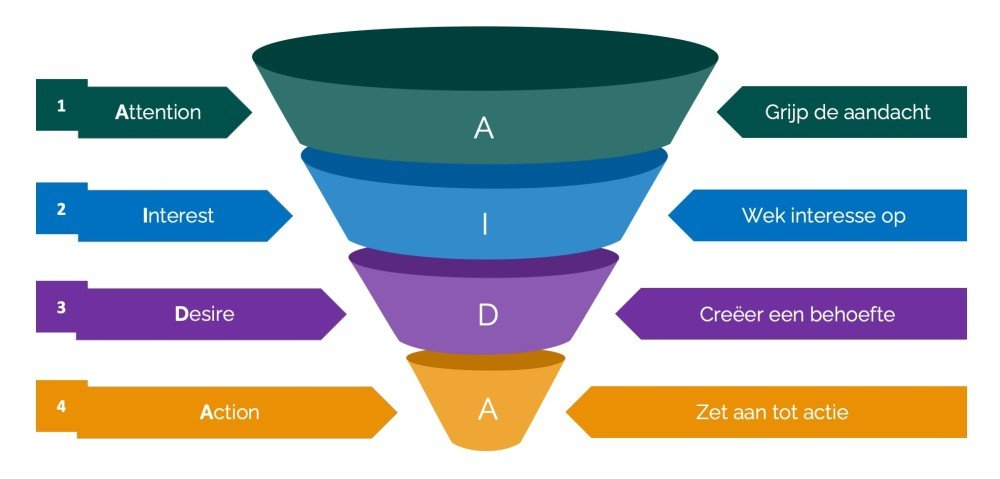 1
Attention
A
Grijp de aandacht
2
Interest
I
Wek interesse op
3
Desire
D
Creëer een behoefte
4
Action
A
Zet aan tot actie